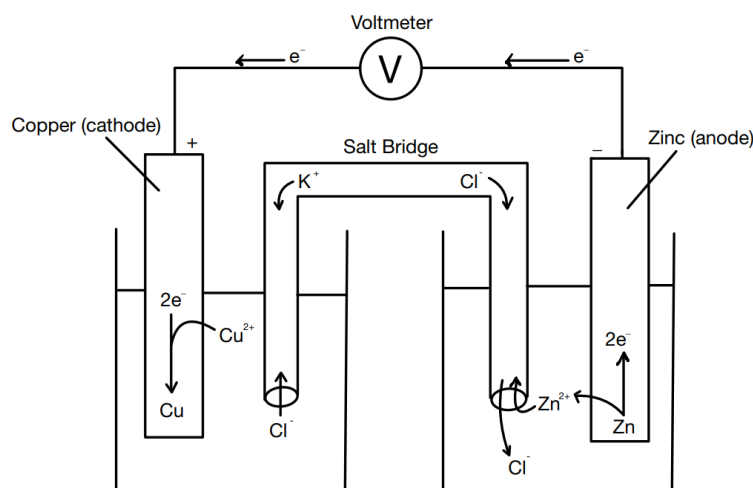 Voltmeter
e⁻
V
e⁻
Copper (cathode)
+
−
Zinc (anode)
Salt Bridge
K⁺
Cl⁻
2e⁻
Cu²⁺
Cu
Cl⁻
2e⁻
Zn²⁺
Zn
Cl⁻